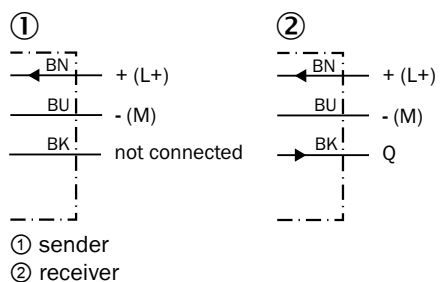 ① ②
BN + (L+) BN + (L+)
BU - (M) BU - (M)
BK not connected BK Q
① sender
② receiver